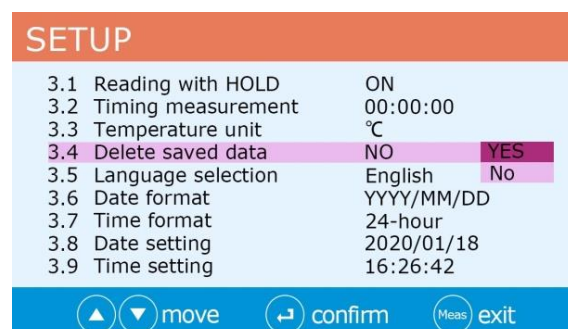 SETUP
3.1 Reading with HOLD ON
3.2 Timing measurement 00:00:00
3.3 Temperature unit ℃
3.4 Delete saved data NO YES
3.5 Language selection English No
3.6 Date format YYYY/MM/DD
3.7 Time format 24-hour
3.8 Date setting 2020/01/18
3.9 Time setting 16:26:42
move confirm Meas exit